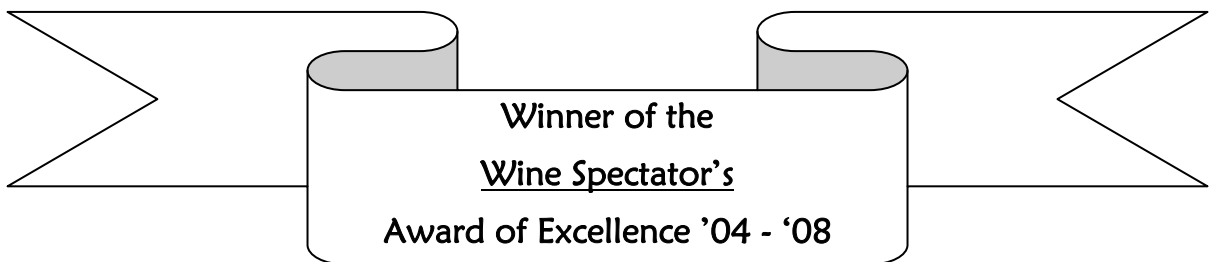 Winner of the
Wine Spectator’s
Award of Excellence ’04 - ‘08